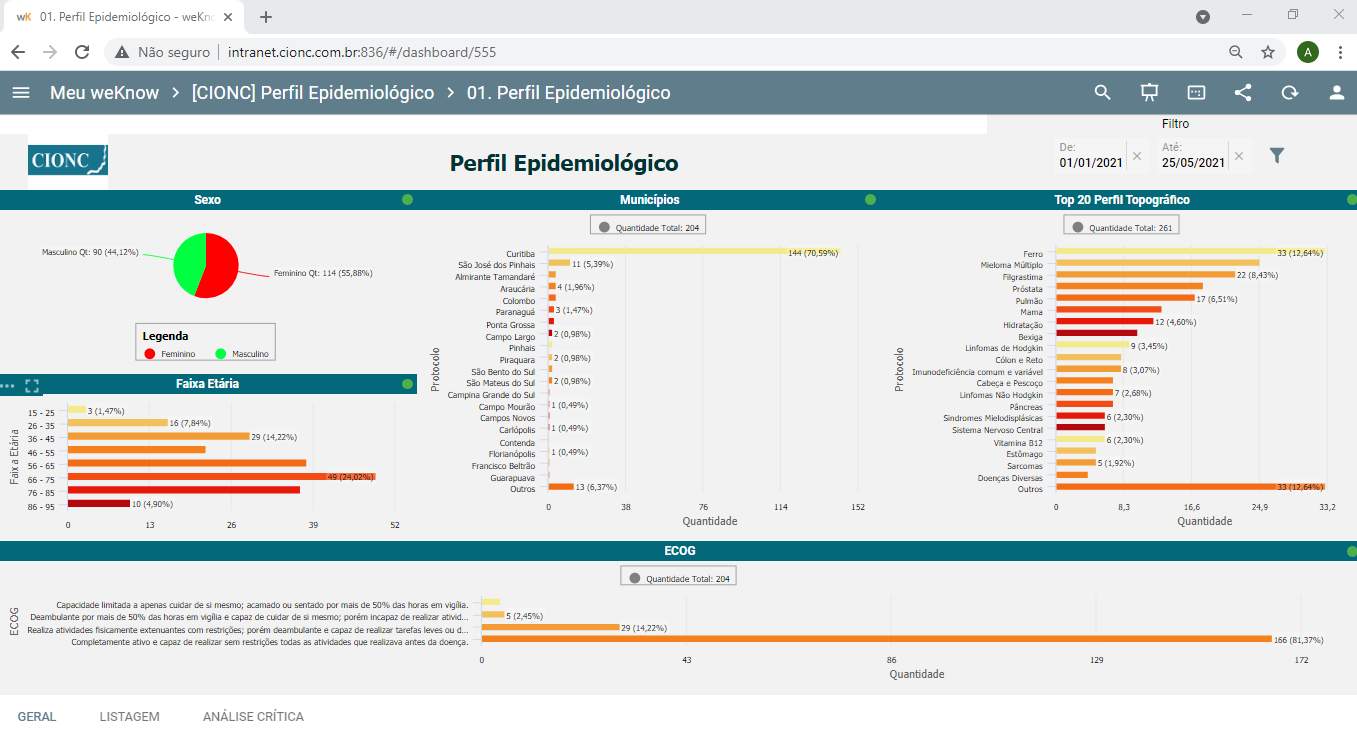 wK 01. Perfil Epidemiológico - weKno
Não seguro intranet.cionc.com.br:836/#/dashboard/555
A
Meu weKnow > [CIONC] Perfil Epidemiológico > 01. Perfil Epidemiológico
Filtro
CIONC
Perfil Epidemiológico
De: 01/01/2021
Até: 25/05/2021
Sexo
Masculino Qt: 90 (44,12%)
Feminino Qt: 114 (55,88%)
Legenda
Feminino Masculino
Faixa Etária
Faix a Etária
15 - 25 3 (1,47%)
26 - 35 16 (7,84%)
36 - 45 29 (14,22%)
46 - 55
56 - 65
66 - 75 49 (24,02%)
76 - 85
86 - 95 10 (4,90%)
0 13 26 39 52
Municípios
Quantidade Total: 204
Protocolo
Curitiba 144 (70,59%)
São José dos Pinhais 11 (5,39%)
Almirante Tamandaré
Araucária 4 (1,96%)
Colombo
Paranaguá 3 (1,47%)
Ponta Grossa
Campo Largo 2 (0,98%)
Pinhais
Piraquara 2 (0,98%)
São Bento do Sul
São Mateus do Sul 2 (0,98%)
Campina Grande do Sul
Campo Mourão 1 (0,49%)
Campos Novos
Carlópolis 1 (0,49%)
Contenda
Florianópolis 1 (0,49%)
Francisco Beltrão
Guarapuava
Outros 13 (6,37%)
0 38 76 114 152
Quantidade
Top 20 Perfil Topográfico
Quantidade Total: 261
Protocolo
Ferro 33 (12,64%)
Mieloma Múltiplo
Filgrastima 22 (8,43%)
Próstata
Pulmão 17 (6,51%)
Mama
Hidratação 12 (4,60%)
Bexiga
Linfomas de Hodgkin 9 (3,45%)
Cólon e Reto
Imunodeficiência comum e variável 8 (3,07%)
Cabeça e Pescoço
Linfomas Não Hodgkin 7 (2,68%)
Pâncreas
Sindromes Mielodisplásicas 6 (2,30%)
Sistema Nervoso Central
Vitamina B12 6 (2,30%)
Estômago
Sarcomas 5 (1,92%)
Doenças Diversas
Outros 33 (12,64%)
0 8,3 16,6 24,9 33,2
Quantidade
ECOG
Quantidade Total: 204
ECOG
Capacidade limitada a apenas cuidar de si mesmo; acamado ou sentado por mais de 50% das horas em vigília.
Deambulante por mais de 50% das horas em vigília e capaz de cuidar de si mesmo; porém incapaz de realizar ativid... 5 (2,45%)
Realiza atividades fisicamente extenuantes com restrições; porém deambulante e capaz de realizar tarefas leves ou d... 29 (14,22%)
Completamente ativo e capaz de realizar sem restrições todas as atividades que realizava antes da doença. 166 (81,37%)
0 43 86 129 172
Quantidade
GERAL LISTAGEM ANÁLISE CRÍTICA